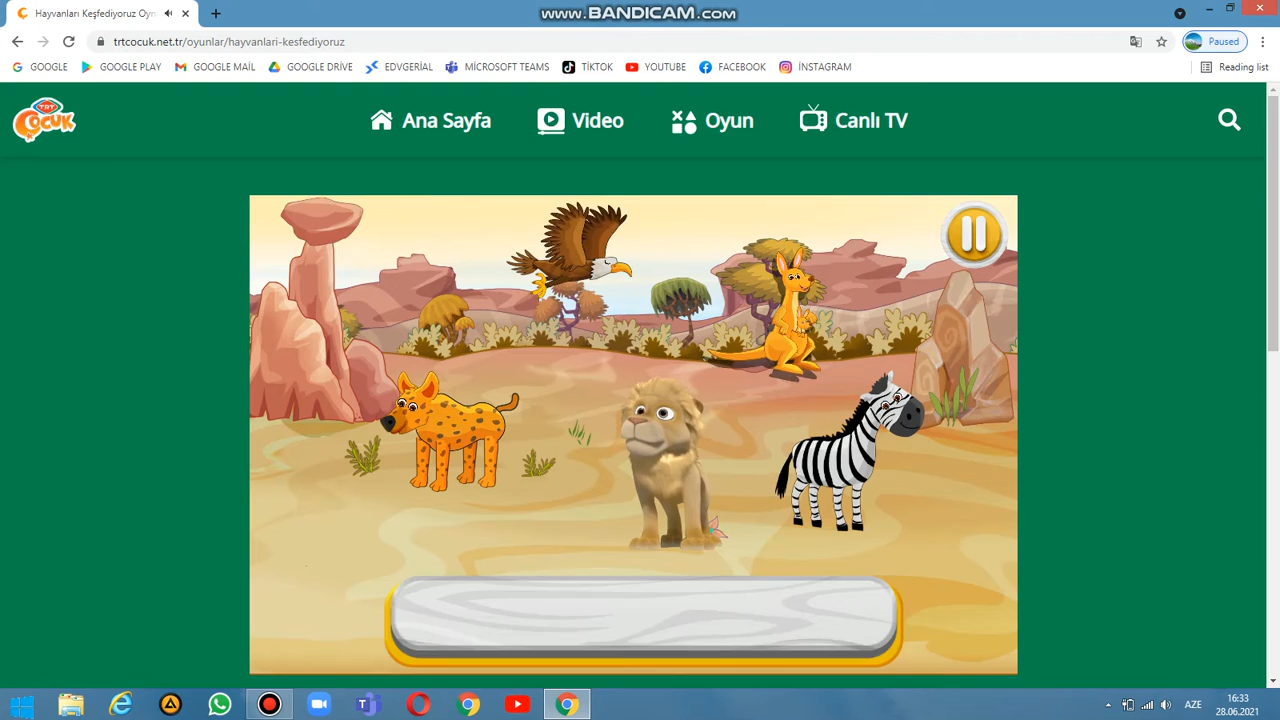 www.BANDICAM.com
Hayvanları Keşfediyoruz Oyn
trtcocuk.net.tr/oyunlar/hayvanlari-kesfediyoruz
Paused
GOOGLE
GOOGLE PLAY
GOOGLE MAİL
GOOGLE DRİVE
EDVGERİAL
MİCROSOFT TEAMS
TİKTOK
YOUTUBE
FACEBOOK
İNSTAGRAM
Reading list
TRT
ÇOCUK
Ana Sayfa
Video
Oyun
Canlı TV
AZE
16:33
28.06.2021